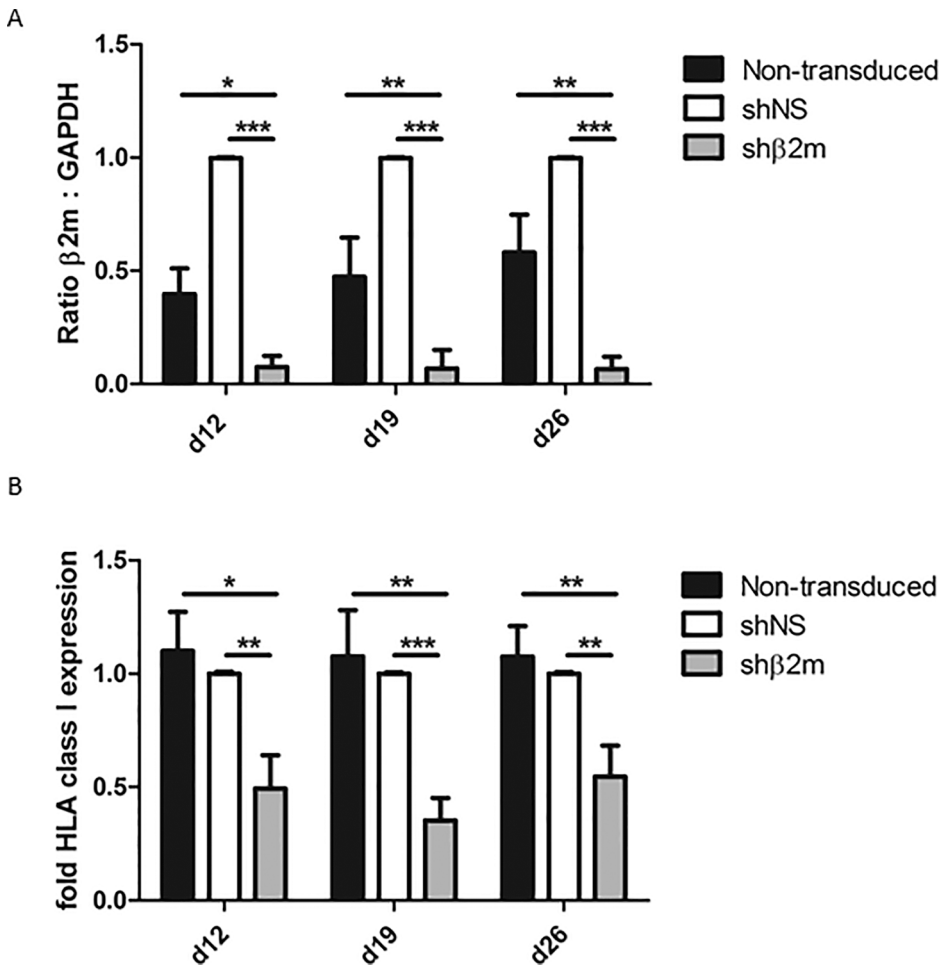 A
Ratio β2m : GAPDH
1.5
1.0
0.5
0.0
* ** **
*** *** ***
d12 d19 d26
Non-transduced
shNS
shβ2m
B
fold HLA class I expression
1.5
1.0
0.5
0.0
* ** **
** *** **
d12 d19 d26
Non-transduced
shNS
shβ2m